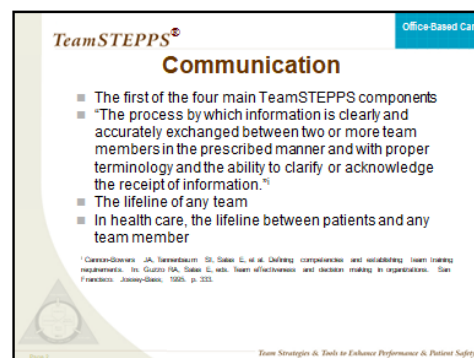 Office-Based Car
TeamSTEPPS®
Communication
The first of the four main TeamSTEPPS components
“The process by which information is clearly and
accurately exchanged between two or more team
members in the prescribed manner and with proper
terminology and the ability to clarify or acknowledge
the receipt of information.”¹
The lifeline of any team
In health care, the lifeline between patients and any
team member
¹ Cannon-Bowers JA, Tannenbaum SI, Salas E, et al. Defining competencies and establishing team training
requirements. In: Guzzo RA, Salas E, eds. Team effectiveness and decision making in organizations. San
Francisco: Jossey-Bass; 1995. p. 333.
Team Strategies & Tools to Enhance Performance & Patient Safety